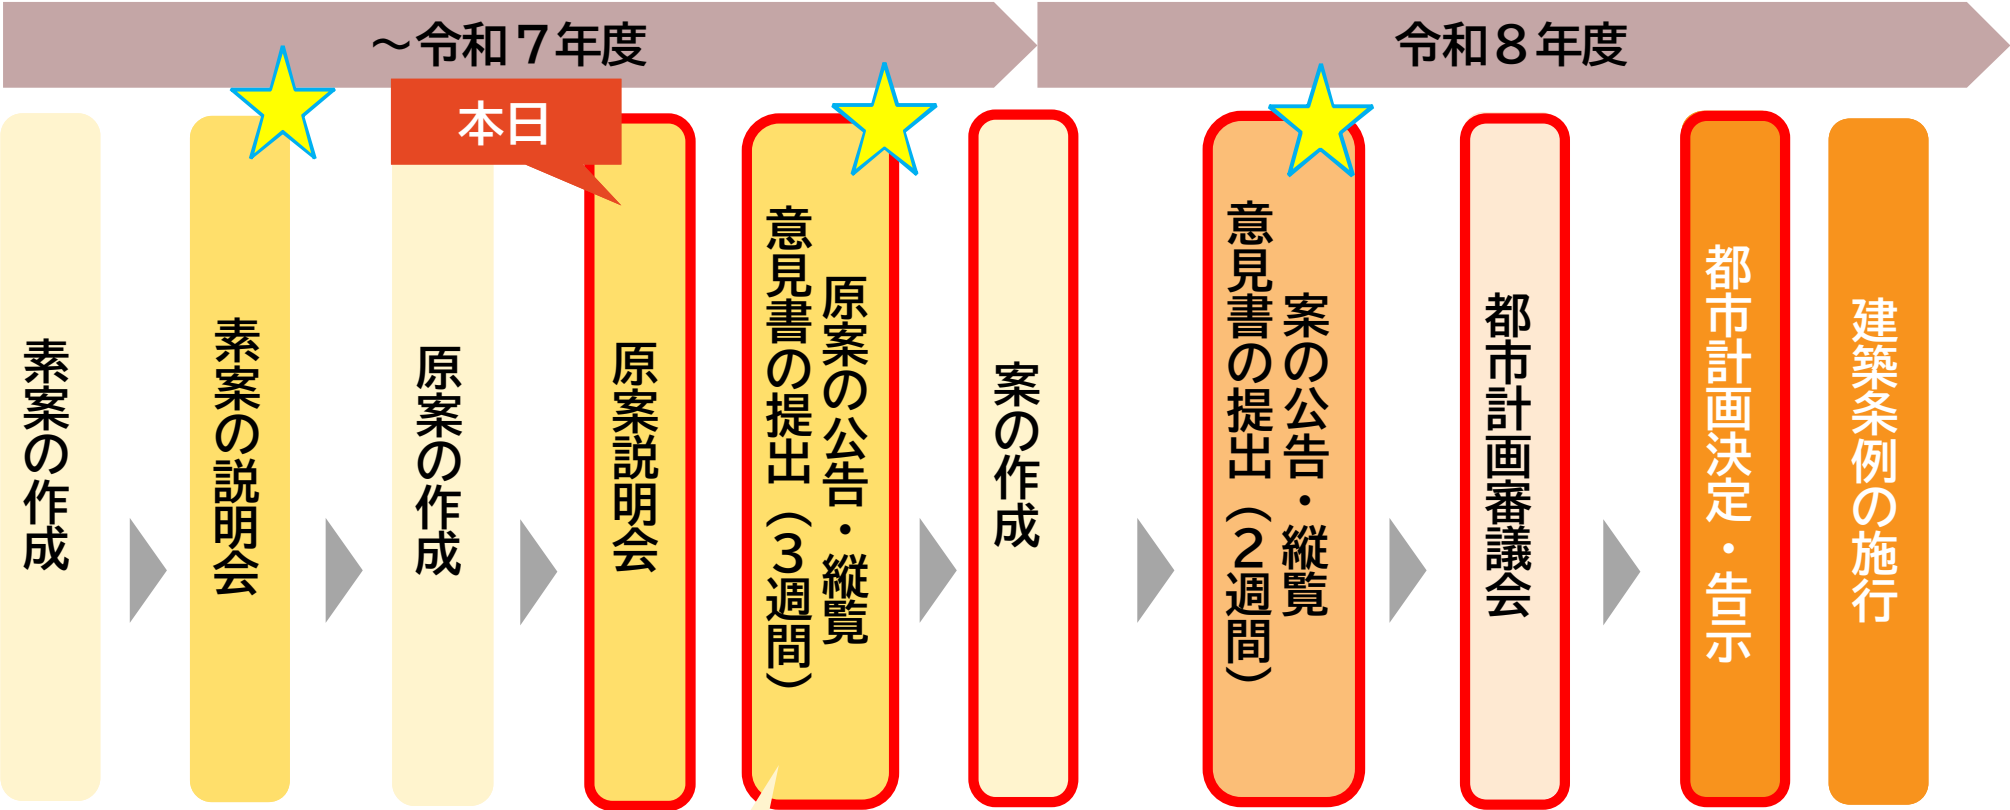 ～令和７年度
令和８年度
本日
素案の作成
素案の説明会
原案の作成
原案説明会
原案の公告・縦覧
意見書の提出（３週間）
案の作成
案の公告・縦覧
意見書の提出（２週間）
都市計画審議会
都市計画決定・告示
建築条例の施行